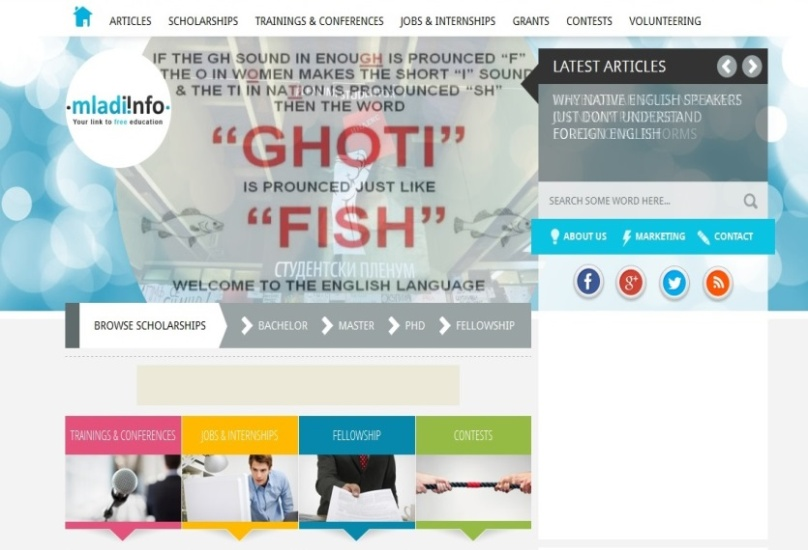 ARTICLES SCHOLARSHIPS TRAININGS & CONFERENCES JOBS & INTERNSHIPS GRANTS CONTESTS VOLUNTEERING
IF THE GH SOUND IN ENOUGH IS PROUNCED “F”
THE O IN WOMEN MAKES THE SHORT “I” SOUND
& THE TI IN NATION IS PRONOUNCED “SH”
THEN THE WORD
“GHOTI”
IS PROUNCED JUST LIKE
“FISH”
СТУДЕНТСКИ ПЛЕНУМ
WELCOME TO THE ENGLISH LANGUAGE
mladi!nfo
Your link to free education
LATEST ARTICLES
WHY NATIVE ENGLISH SPEAKERS
JUST DON'T UNDERSTAND
FOREIGN ENGLISH
SEARCH SOME WORD HERE...
ABOUT US MARKETING CONTACT
f g+
BROWSE SCHOLARSHIPS BACHELOR MASTER PHD FELLOWSHIP
TRAININGS & CONFERENCES JOBS & INTERNSHIPS FELLOWSHIP CONTESTS